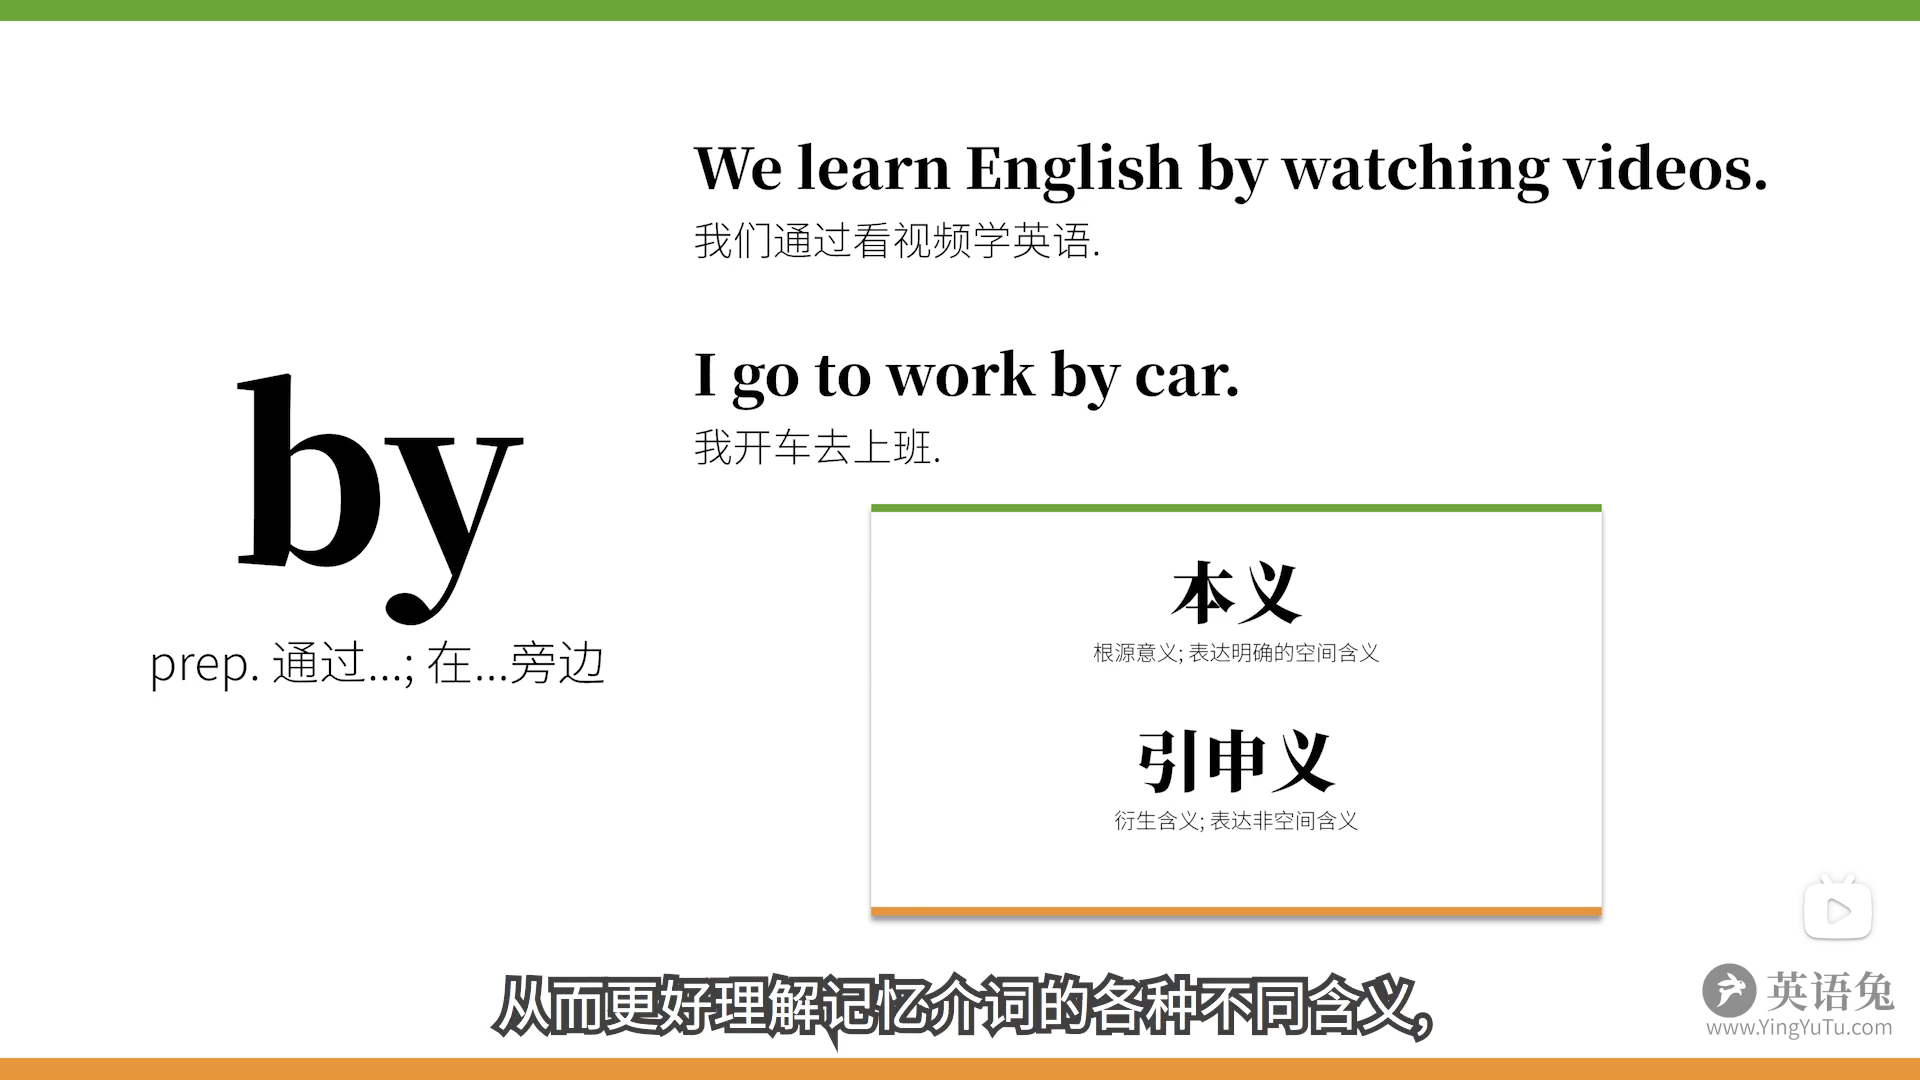 We learn English by watching videos.
我们通过看视频学英语.
I go to work by car.
我开车去上班.
by
prep. 通过...; 在...旁边
本义
根源意义; 表达明确的空间含义
引申义
衍生含义; 表达非空间含义
从而更好理解记忆介词的各种不同含义,
英语兔
www.YingYuTu.com